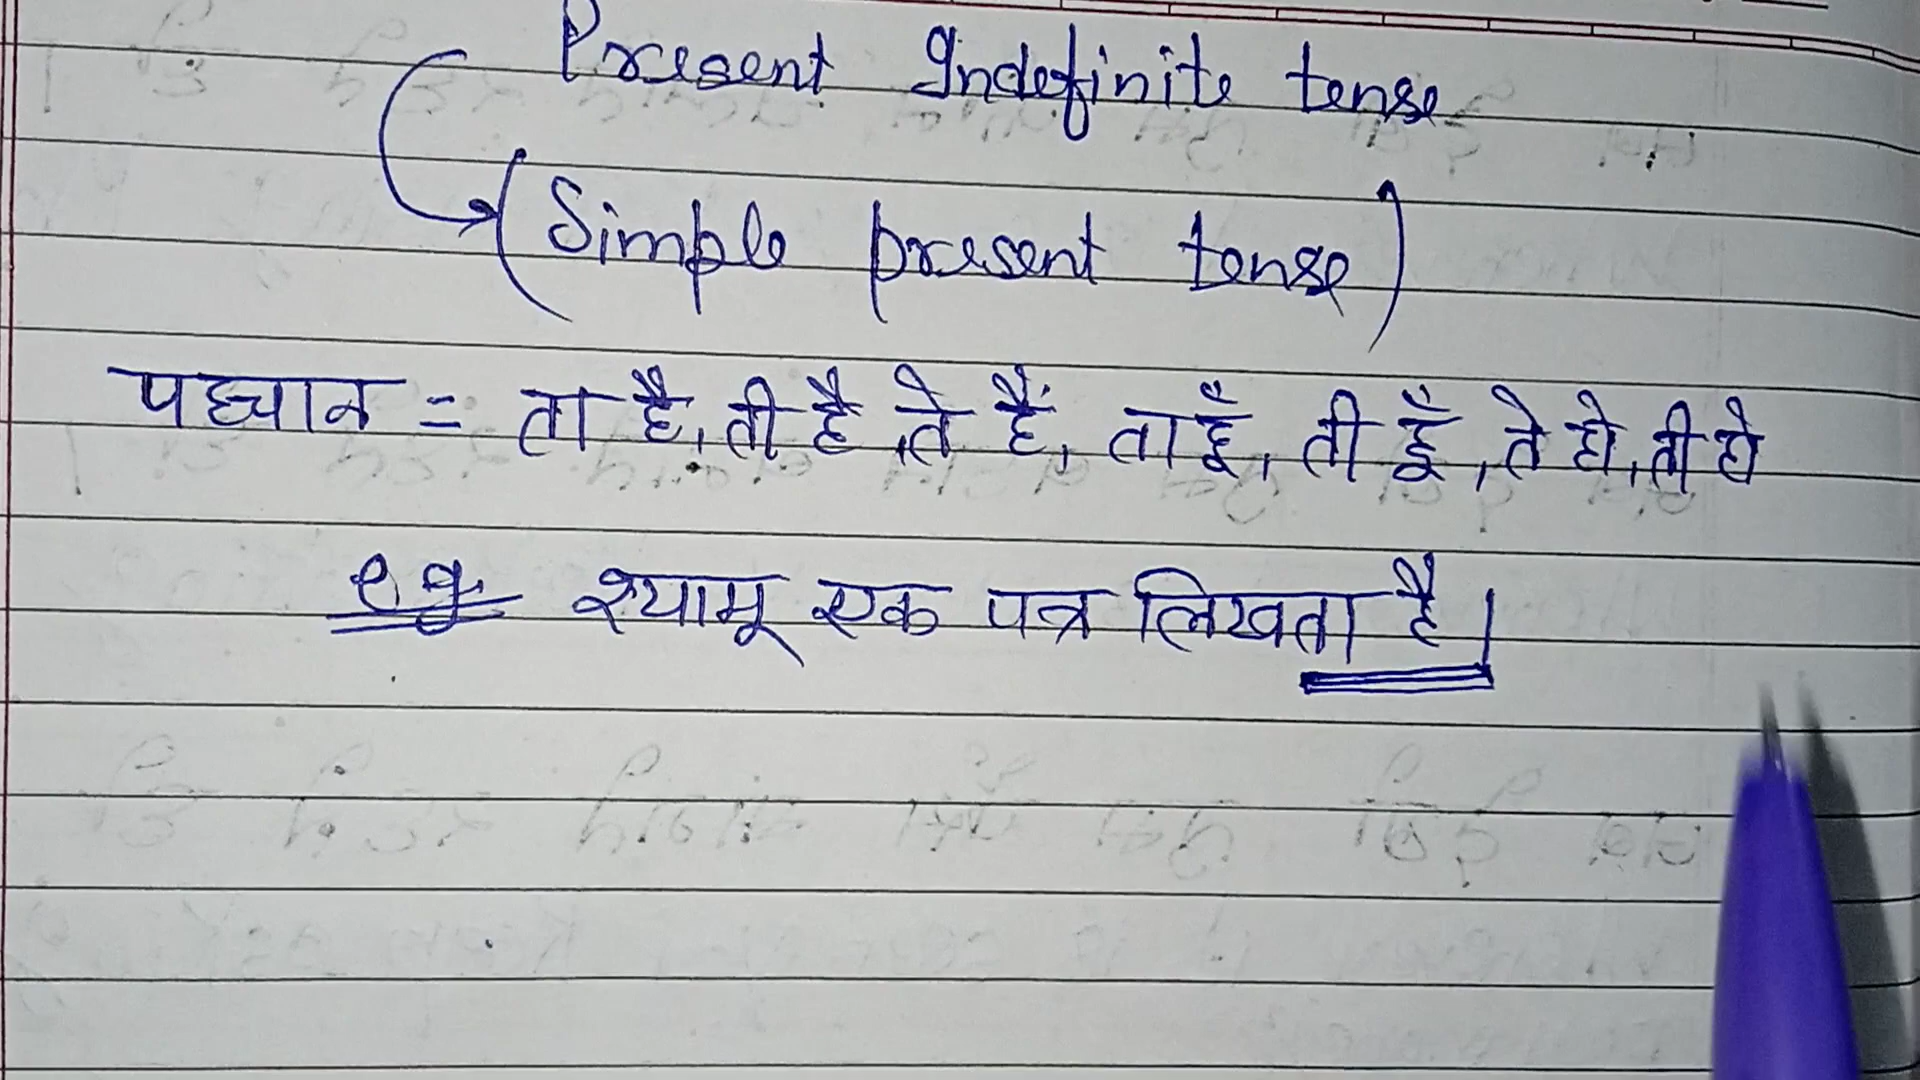 Present Indefinite tense
(Simple present tense)
पहचान = ता है, ती है, ते हैं, ता हूँ, ती हूँ, ते हो, ती हो
e.g. श्यामू एक पत्र लिखता है।